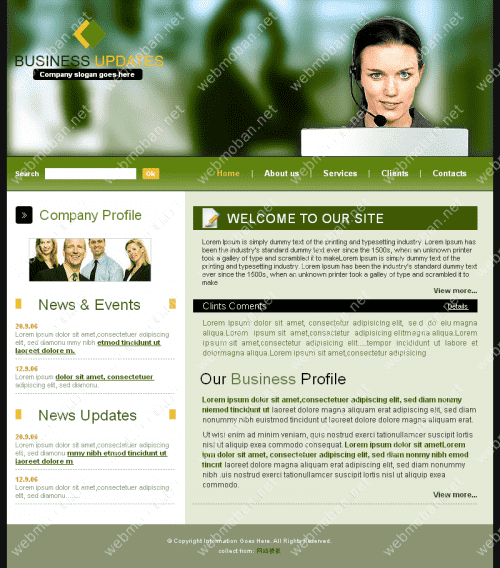 BUSINESS UPDATES
Company slogan goes here
Search
Ok
Home | About us | Services | Clients | Contacts
Company Profile
News & Events
20.9.06
Lorem ipsum dolor sit amet,consectetuer adipiscing
elit, sed diamonu mmy nibh etmod tincidunt ut
laoreet dolore m.
12.9.06
Lorem ipsum dolor sit amet, consectetuer
adipiscing elit, sed diamonu.
News Updates
20.9.06
Lorem ipsum dolor sit amet,consectetuer adipiscing
elit, sed diamonu mmy nibh etmod tincidunt ut
laoreet dolore m
12.9.06
Lorem ipsum dolor sit amet,consectetuer adipiscing
elit, sed diamonu......
WELCOME TO OUR SITE
Lorem Ipsum is simply dummy text of the printing and typesetting industry. Lorem Ipsum has
been the industry's standard dummy text ever since the 1500s, when an unknown printer
took a galley of type and scrambled it to makeLorem Ipsum is simply dummy text of the
printing and typesetting industry. Lorem Ipsum has been the industry's standard dummy text
ever since the 1500s, when an unknown printer took a galley of type and scrambled it to
make
View more...
Clints Coments
Details
Lorem ipsum dolor sit amet, consectetur adipisicing elit, sed do eiu magna
aliqua.Lorem ipsum sit amet,consectetur adipisicing elitmagna aliqua.Lorem
ipsum sit amet,consectetur adipisicing elit....tempor incididunt ut labore et
doloremagna aliqua.Lorem ipsum sit amet,consectetur adipisicing
Our Business Profile
Lorem ipsum dolor sit amet,consectetuer adipiscing elit, sed diam nonmy
niemod tincidunt ut laoreet dolore magna aliquam erat adipiscing elit, sed diam
nonummy nibh euistmod tincidunt ut laoreet dolore magna aliquam
Ut wisi enim ad minim veniam, quis nostrud exerci tationullamcer suscipit lortis
nisl ut aliquip exea commodo consequat. Lorem ipsum dolor sit ametLorem
ipsum dolor sit amet,consectetuer adipiscing elit, sed diam nonmy nibh emod
tincint laoreet dolore magna aliquam erat adipiscing elit, sed diam nonummy
nibh .uis nostrud exerci tationullamcer suscipit lortis nisl ut aliquip exea
commodo.
View more...
© Copyright Information Goes Here. All Rights Reserved.
collect from: 网站模板
webmoban.net